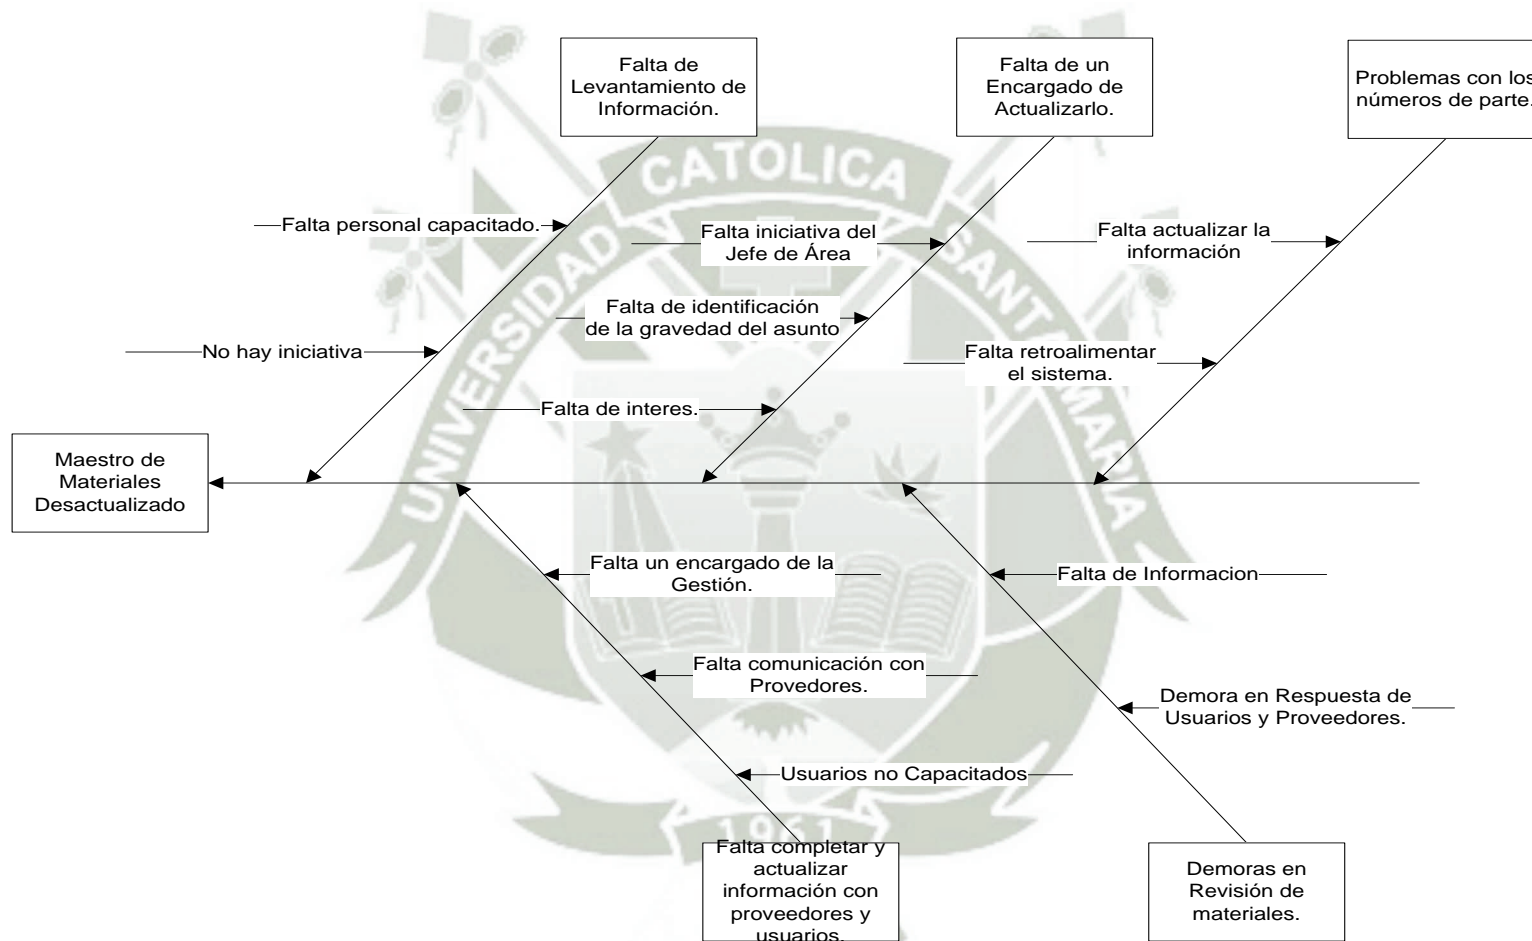 Falta de
Levantamiento de
Información.
Falta de un
Encargado de
Actualizarlo.
Problemas con los
números de parte.
CATOLICA
UNIVERSIDAD
SANTA MARIA
Falta personal capacitado.
Falta iniciativa del
Jefe de Área
Falta actualizar la
información
Falta de identificación
de la gravedad del asunto
No hay iniciativa
Falta retroalimentar
el sistema.
Falta de interes.
Maestro de
Materiales
Desactualizado
Falta un encargado de la
Gestión.
Falta de Informacion
Falta comunicación con
Provedores.
Demora en Respuesta de
Usuarios y Proveedores.
Usuarios no Capacitados
1961
Falta completar y
actualizar
información con
proveedores y
usuarios.
Demoras en
Revisión de
materiales.